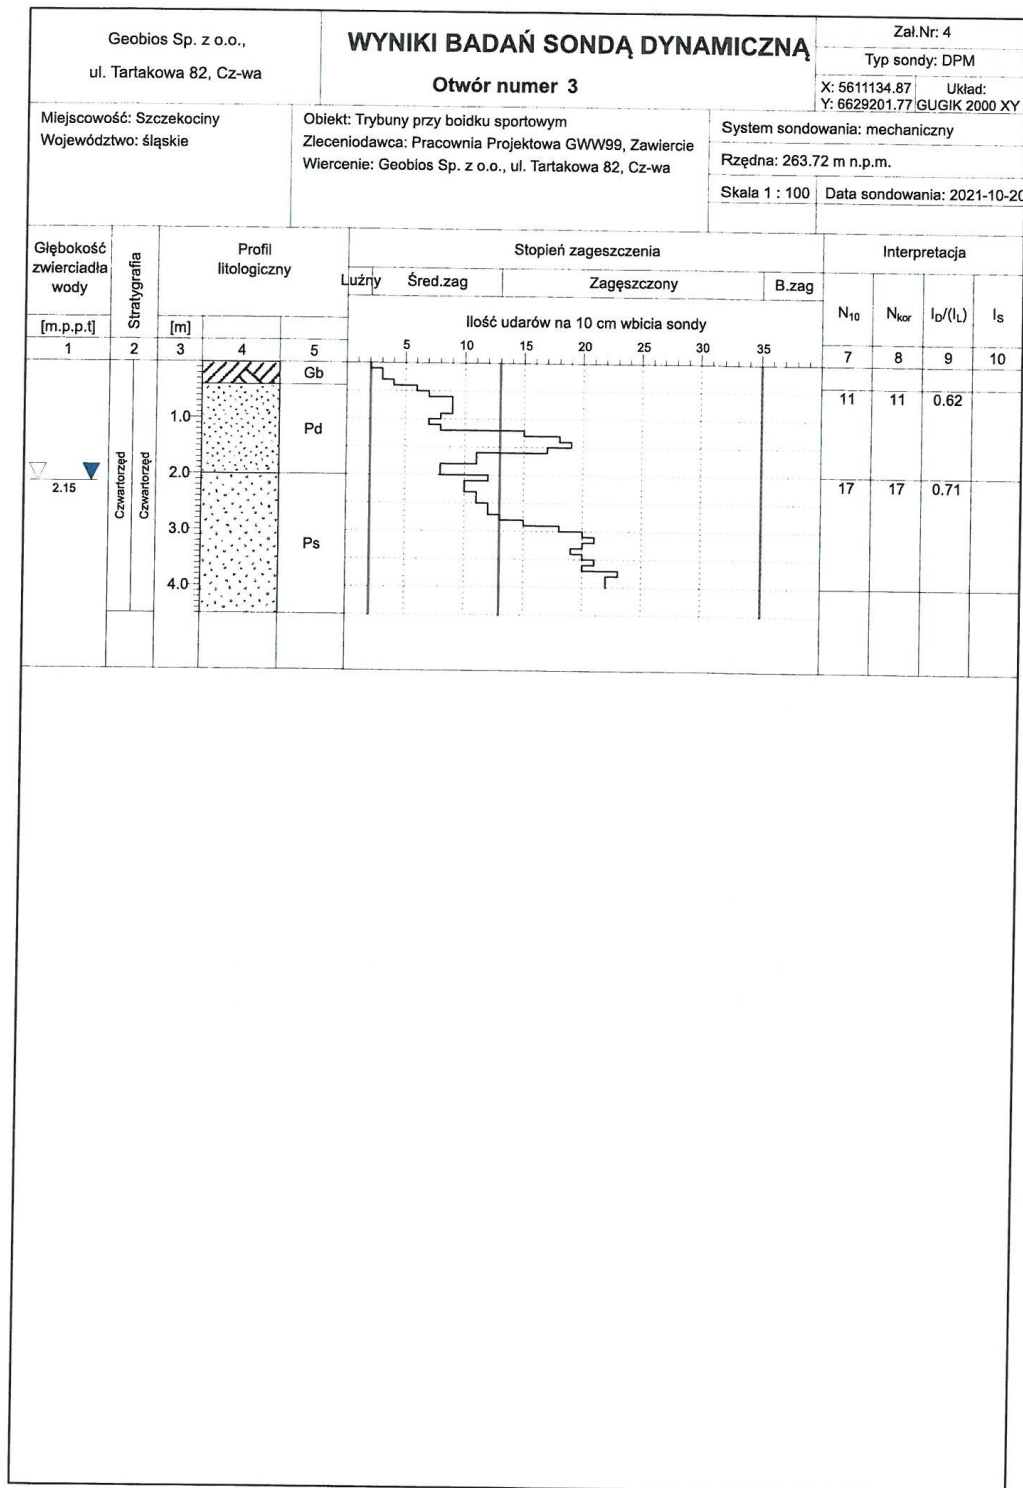 Geobios Sp. z o.o.,
ul. Tartakowa 82, Cz-wa
WYNIKI BADAŃ SONDĄ DYNAMICZNĄ
Otwór numer 3
Zał.Nr: 4
Typ sondy: DPM
X: 5611134.87
Y: 6629201.77
Układ:
GUGIK 2000 XY
Miejscowość: Szczekociny
Województwo: śląskie
Obiekt: Trybuny przy boidku sportowym
Zleceniodawca: Pracownia Projektowa GWW99, Zawiercie
Wiercenie: Geobios Sp. z o.o., ul. Tartakowa 82, Cz-wa
System sondowania: mechaniczny
Rzędna: 263.72 m n.p.m.
Skala 1 : 100
Data sondowania: 2021-10-20
Głębokość
zwierciadła
wody
[m.p.p.t]
Stratygrafia
Profil
litologiczny
[m]
Stopień zageszczenia
Luźny Śred.zag Zagęszczony B.zag
Ilość udarów na 10 cm wbicia sondy
5 10 15 20 25 30 35
Interpretacja
N10 Nkor ID/(IL) IS
1 2 3 4 5 7 8 9 10
Gb
11 11 0.62
1.0
Pd
2.0
2.15
Czwartorzęd
Czwartorzęd
17 17 0.71
3.0
Ps
4.0